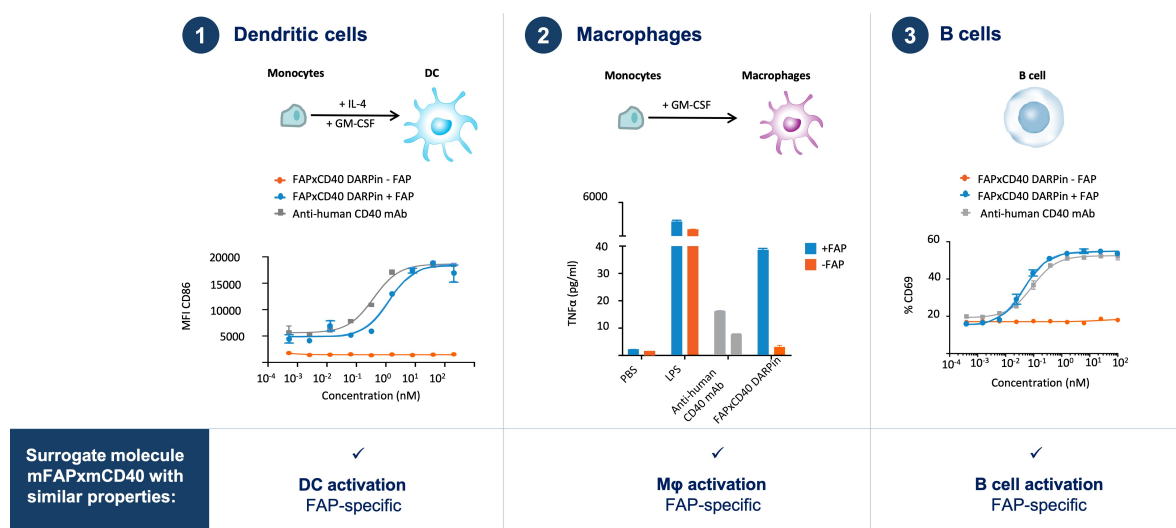 1 Dendritic cells
Monocytes
DC
+ IL-4
+ GM-CSF
FAPxCD40 DARPin - FAP
FAPxCD40 DARPin + FAP
Anti-human CD40 mAb
MFI CD86
20000
15000
10000
5000
0
10-4 10-3 10-2 10-1 100 101 102
Concentration (nM)
2 Macrophages
Monocytes
Macrophages
+ GM-CSF
TNFα (pg/ml)
6000
40
30
20
10
+FAP
-FAP
PBS
LPS
Anti-human
CD40 mAb
FAPxCD40 DARPin
3 B cells
B cell
FAPxCD40 DARPin - FAP
FAPxCD40 DARPin + FAP
Anti-human CD40 mAb
% CD69
60
40
20
0
10-4 10-3 10-2 10-1 100 101 102
Concentration (nM)
Surrogate molecule
mFAPxmCD40 with
similar properties:
✓
DC activation
FAP-specific
✓
Mφ activation
FAP-specific
✓
B cell activation
FAP-specific